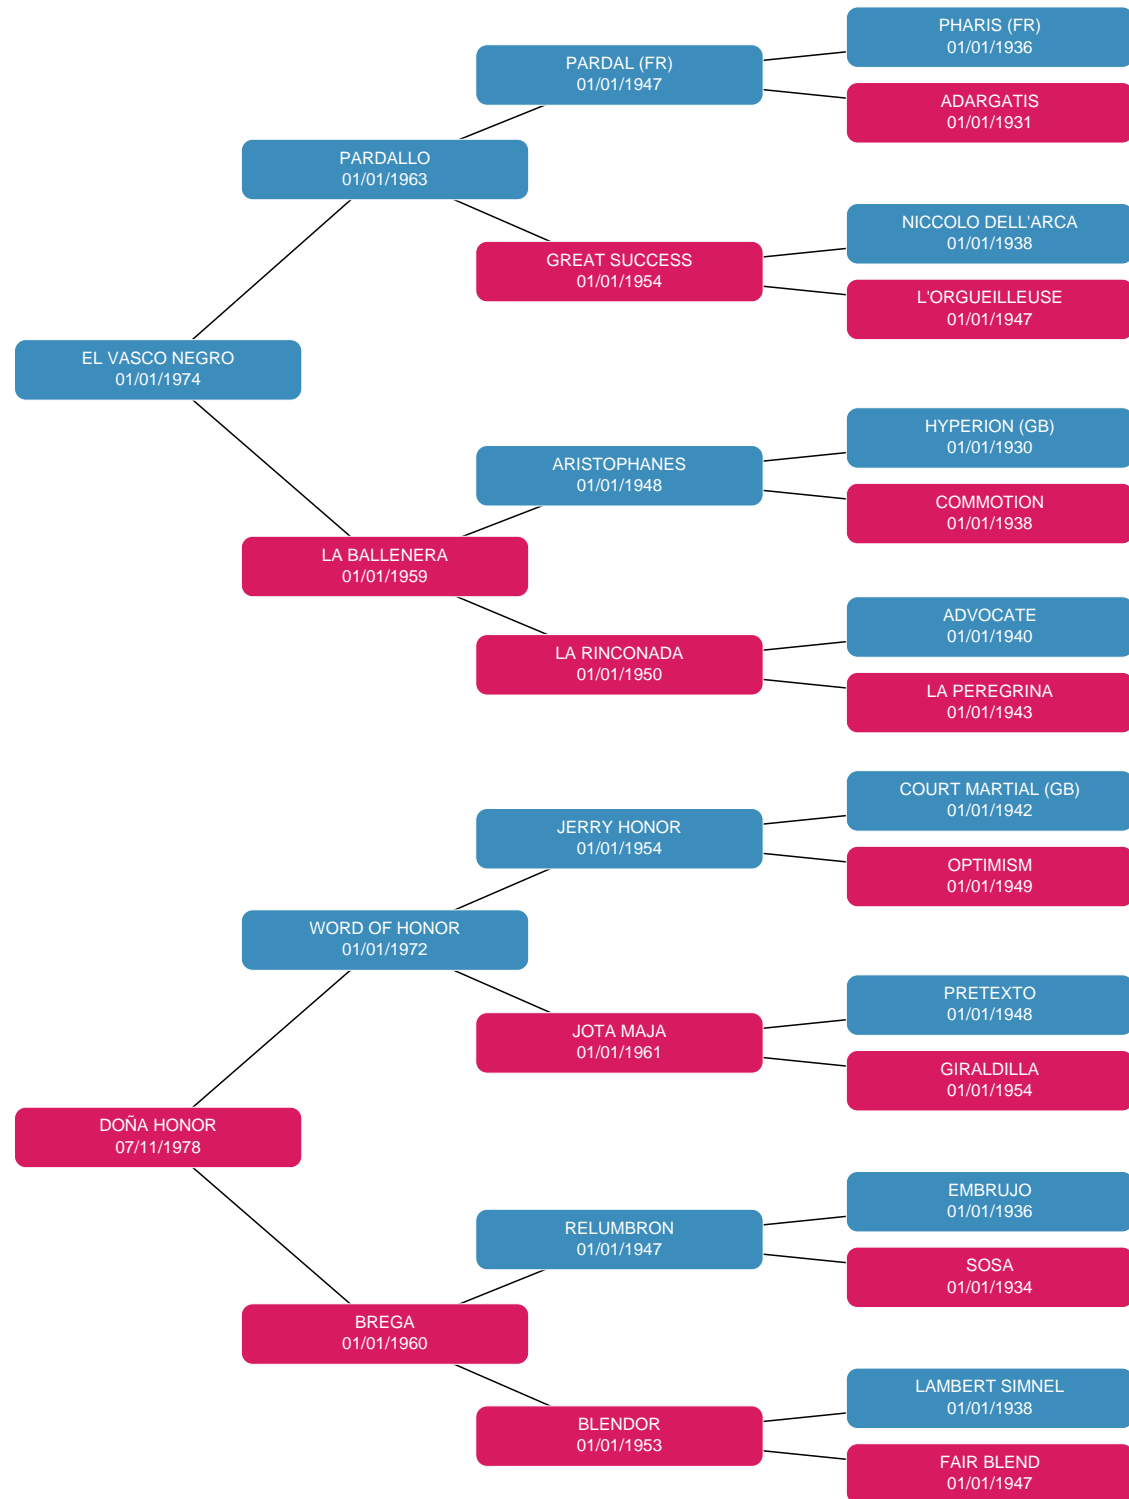 PHARIS (FR)
01/01/1936
PARDAL (FR)
01/01/1947
ADARGATIS
01/01/1931
PARDALLO
01/01/1963
NICCOLO DELL'ARCA
01/01/1938
GREAT SUCCESS
01/01/1954
L'ORGUEILLEUSE
01/01/1947
EL VASCO NEGRO
01/01/1974
HYPERION (GB)
01/01/1930
ARISTOPHANES
01/01/1948
COMMOTION
01/01/1938
LA BALLENERA
01/01/1959
ADVOCATE
01/01/1940
LA RINCONADA
01/01/1950
LA PEREGRINA
01/01/1943
COURT MARTIAL (GB)
01/01/1942
JERRY HONOR
01/01/1954
OPTIMISM
01/01/1949
WORD OF HONOR
01/01/1972
PRETEXTO
01/01/1948
JOTA MAJA
01/01/1961
GIRALDILLA
01/01/1954
DOÑA HONOR
07/11/1978
EMBRUJO
01/01/1936
RELUMBRON
01/01/1947
SOSA
01/01/1934
BREGA
01/01/1960
LAMBERT SIMNEL
01/01/1938
BLENDOR
01/01/1953
FAIR BLEND
01/01/1947